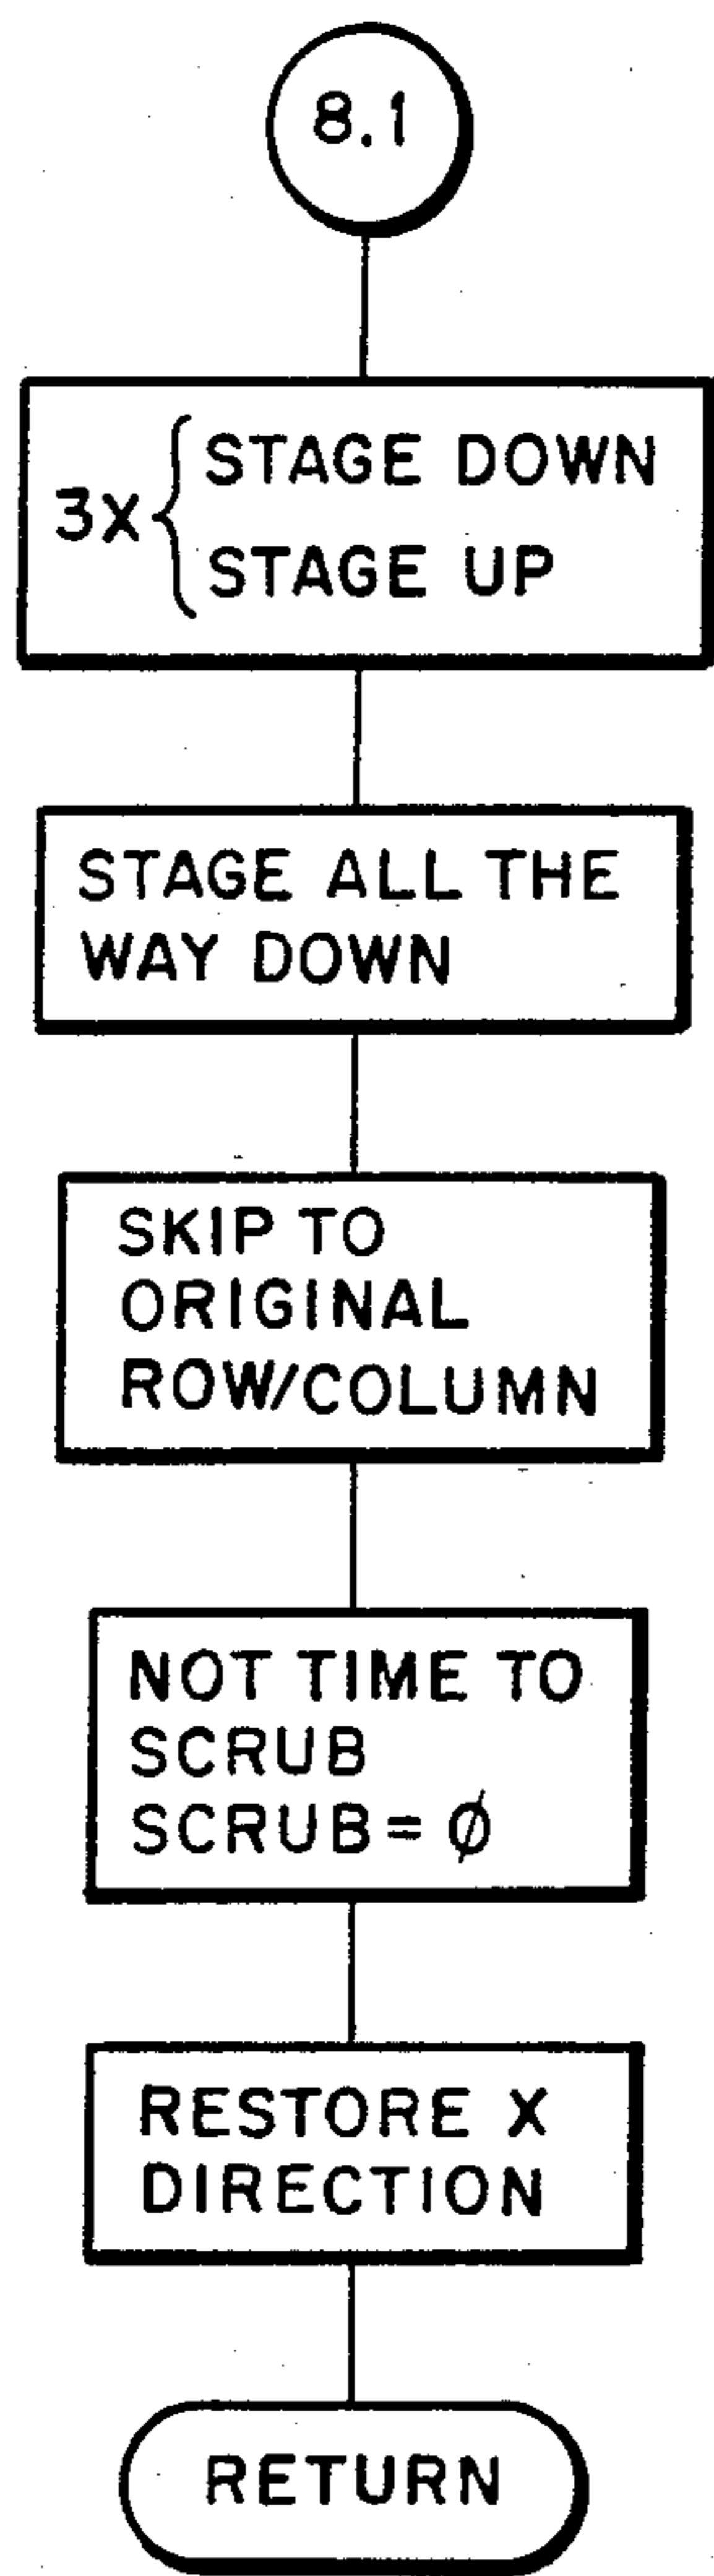 8.1
3X { STAGE DOWN
STAGE UP
STAGE ALL THE
WAY DOWN
SKIP TO
ORIGINAL
ROW/COLUMN
NOT TIME TO
SCRUB
SCRUB = Ø
RESTORE X
DIRECTION
RETURN